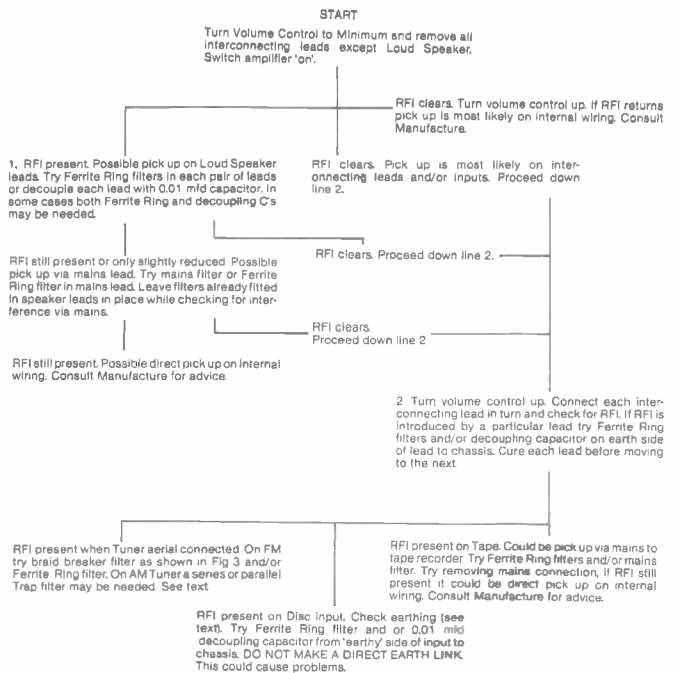 START
Turn Volume Control to Minimum and remove all
interconnecting leads except Loud Speaker.
Switch amplifier 'on'.
RFI clears. Turn volume control up. If RFI returns
pick up is most likely on internal wiring. Consult
Manufacture.
1. RFI present. Possible pick up on Loud Speaker
leads. Try Ferrite Ring filters in each pair of leads
or decouple each lead with 0.01 mfd capacitor. In
some cases both Ferrite Ring and decoupling C's
may be needed.
RFI clears. Pick up is most likely on inter-
onnecting leads and/or inputs. Proceed down
line 2.
RFI clears. Proceed down line 2.
RFI still present or only slightly reduced Possible
pick up via mains lead. Try mains filter or Ferrite
Ring filter in mains lead. Leave filters already fitted
in speaker leads in place while checking for inter-
ference via mains.
RFI clears.
Proceed down line 2
RFI still present. Possible direct pick up on internal
wiring. Consult Manufacture for advice.
2 Turn volume control up. Connect each inter-
connecting lead in turn and check for RFI. If RFI is
introduced by a particular lead try Ferrite Ring
filters and/or decoupling capacitor on earth side
of lead to chassis. Cure each lead before moving
to the next
RFI present when Tuner aerial connected On FM
try braid breaker filter as shown in Fig 3 and/or
Ferrite Ring filter. On AM Tuner a series or parallel
Trap filter may be needed See text
RFI present on Tape. Could be pick up via mains to
tape recorder Try Ferrite Ring filters and/or mains
filter. Try removing mains connection, if RFI still
present it could be direct pick up on internal
wiring. Consult Manufacture for advice.
RFI present on Disc input. Check earthing (see
text). Try Ferrite Ring filter and or 0.01 mfd
decoupling capacitor from 'earthy' side of input to
chassis. DO NOT MAKE A DIRECT EARTH LINK
This could cause problems.